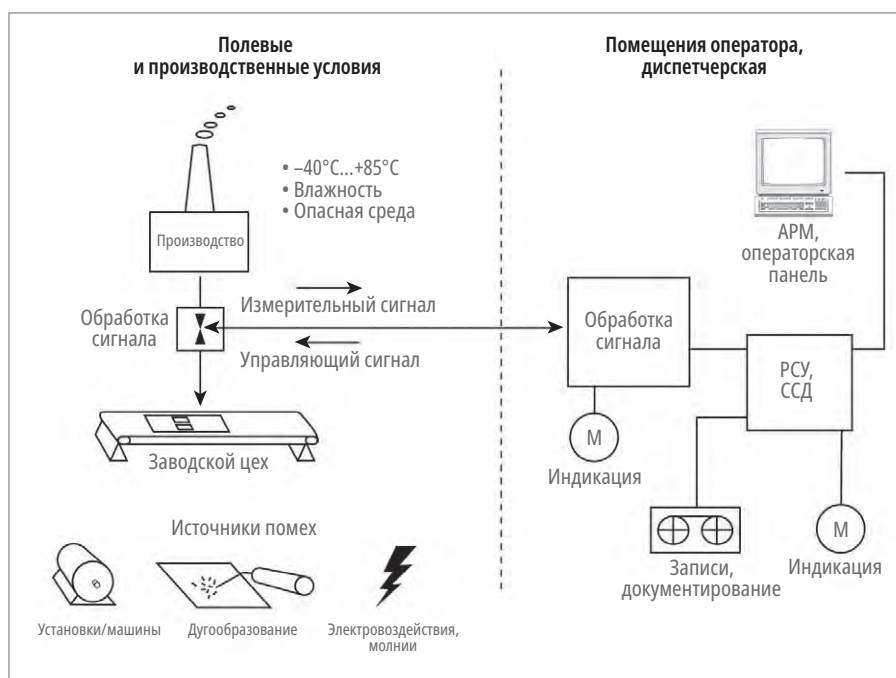 Полевые
и производственные условия
Помещения оператора,
диспетчерская
• –40°C...+85°C
• Влажность
• Опасная среда
Производство
АРМ,
операторская
панель
Измерительный сигнал
Обработка
сигнала
Управляющий сигнал
Обработка
сигнала
РСУ,
ССД
М
Индикация
Заводской цех
Источники помех
М
Записи,
документирование
Индикация
Установки/машины
Дугообразование
Электровоздействия,
молнии